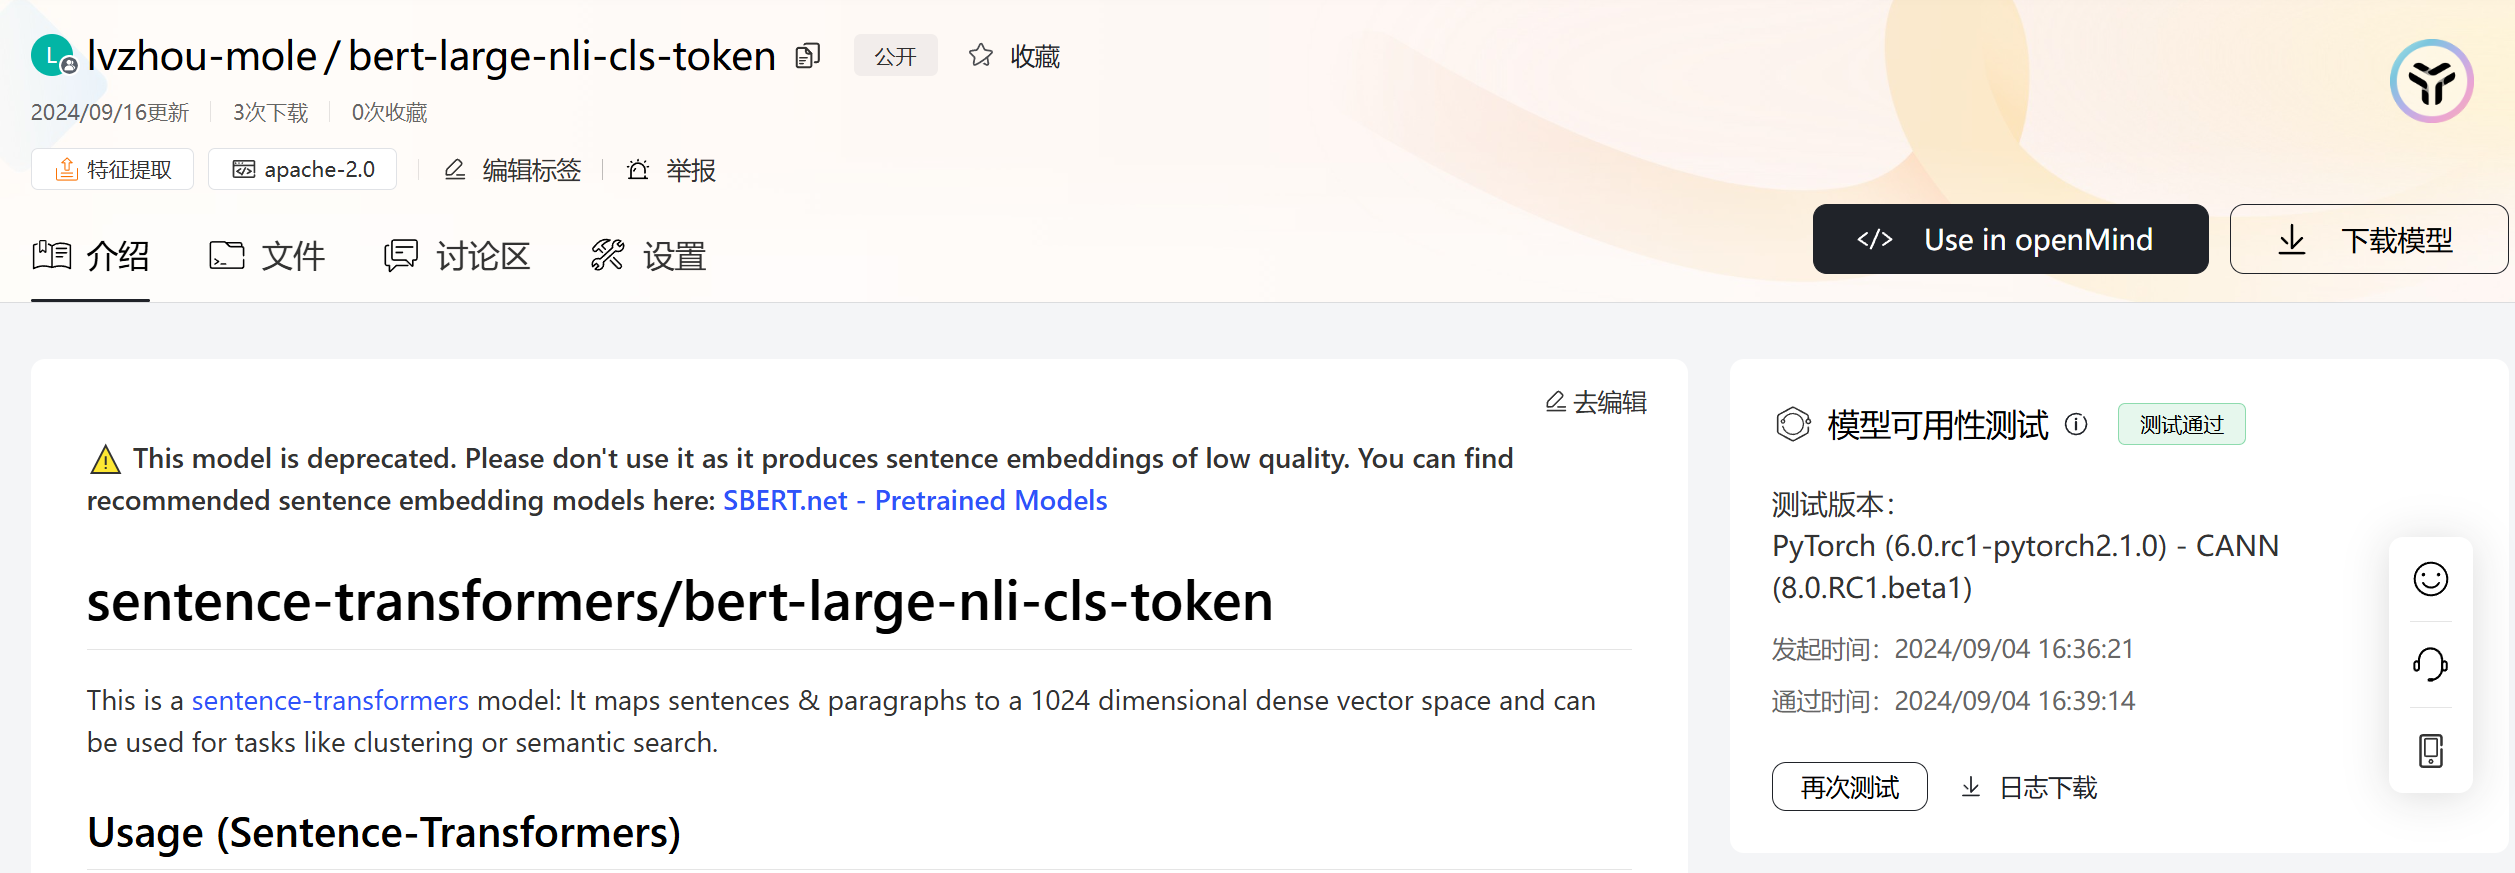 L
lvzhou-mole / bert-large-nli-cls-token 公开 收藏
2024/09/16更新 3次下载 0次收藏
特征提取 apache-2.0 编辑标签 举报
介绍 文件 讨论区 设置
</> Use in openMind 下载模型
去编辑
This model is deprecated. Please don't use it as it produces sentence embeddings of low quality. You can find
recommended sentence embedding models here: SBERT.net - Pretrained Models
sentence-transformers/bert-large-nli-cls-token
This is a sentence-transformers model: It maps sentences & paragraphs to a 1024 dimensional dense vector space and can
be used for tasks like clustering or semantic search.
Usage (Sentence-Transformers)
模型可用性测试 测试通过
测试版本：
PyTorch (6.0.rc1-pytorch2.1.0) - CANN
(8.0.RC1.beta1)
发起时间：2024/09/04 16:36:21
通过时间：2024/09/04 16:39:14
再次测试 日志下载